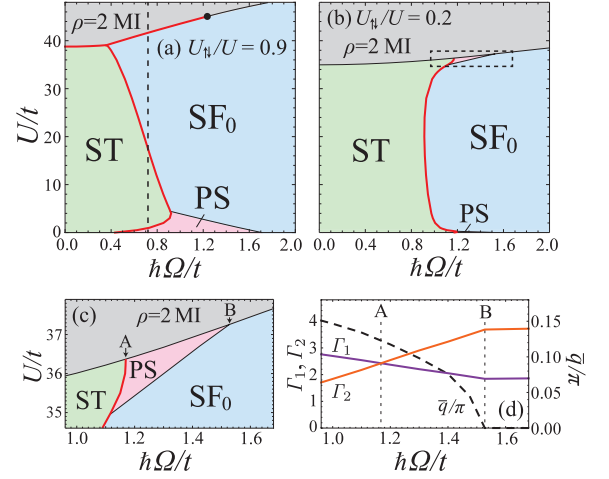 ρ=2 MI
(a) U↑↓/U = 0.9
ST
SF₀
PS
U/t
40
20
0
0.0 0.4 0.8 1.2 1.6 2.0
ħΩ/t
(b) U↑↓/U = 0.2
ρ=2 MI
ST
SF₀
PS
0.0 0.4 0.8 1.2 1.6 2.0
ħΩ/t
(c)
ρ=2 MI
A
B
PS
ST
SF₀
U/t
37
36
35
1.0 1.2 1.4 1.6
ħΩ/t
A
B
Γ₁, Γ₂
4
3
2
1
0
Γ₁
Γ₂
q̄/π
(d)
0.15
0.10
0.05
0.00
q̄/π
1.0 1.2 1.4 1.6
ħΩ/t